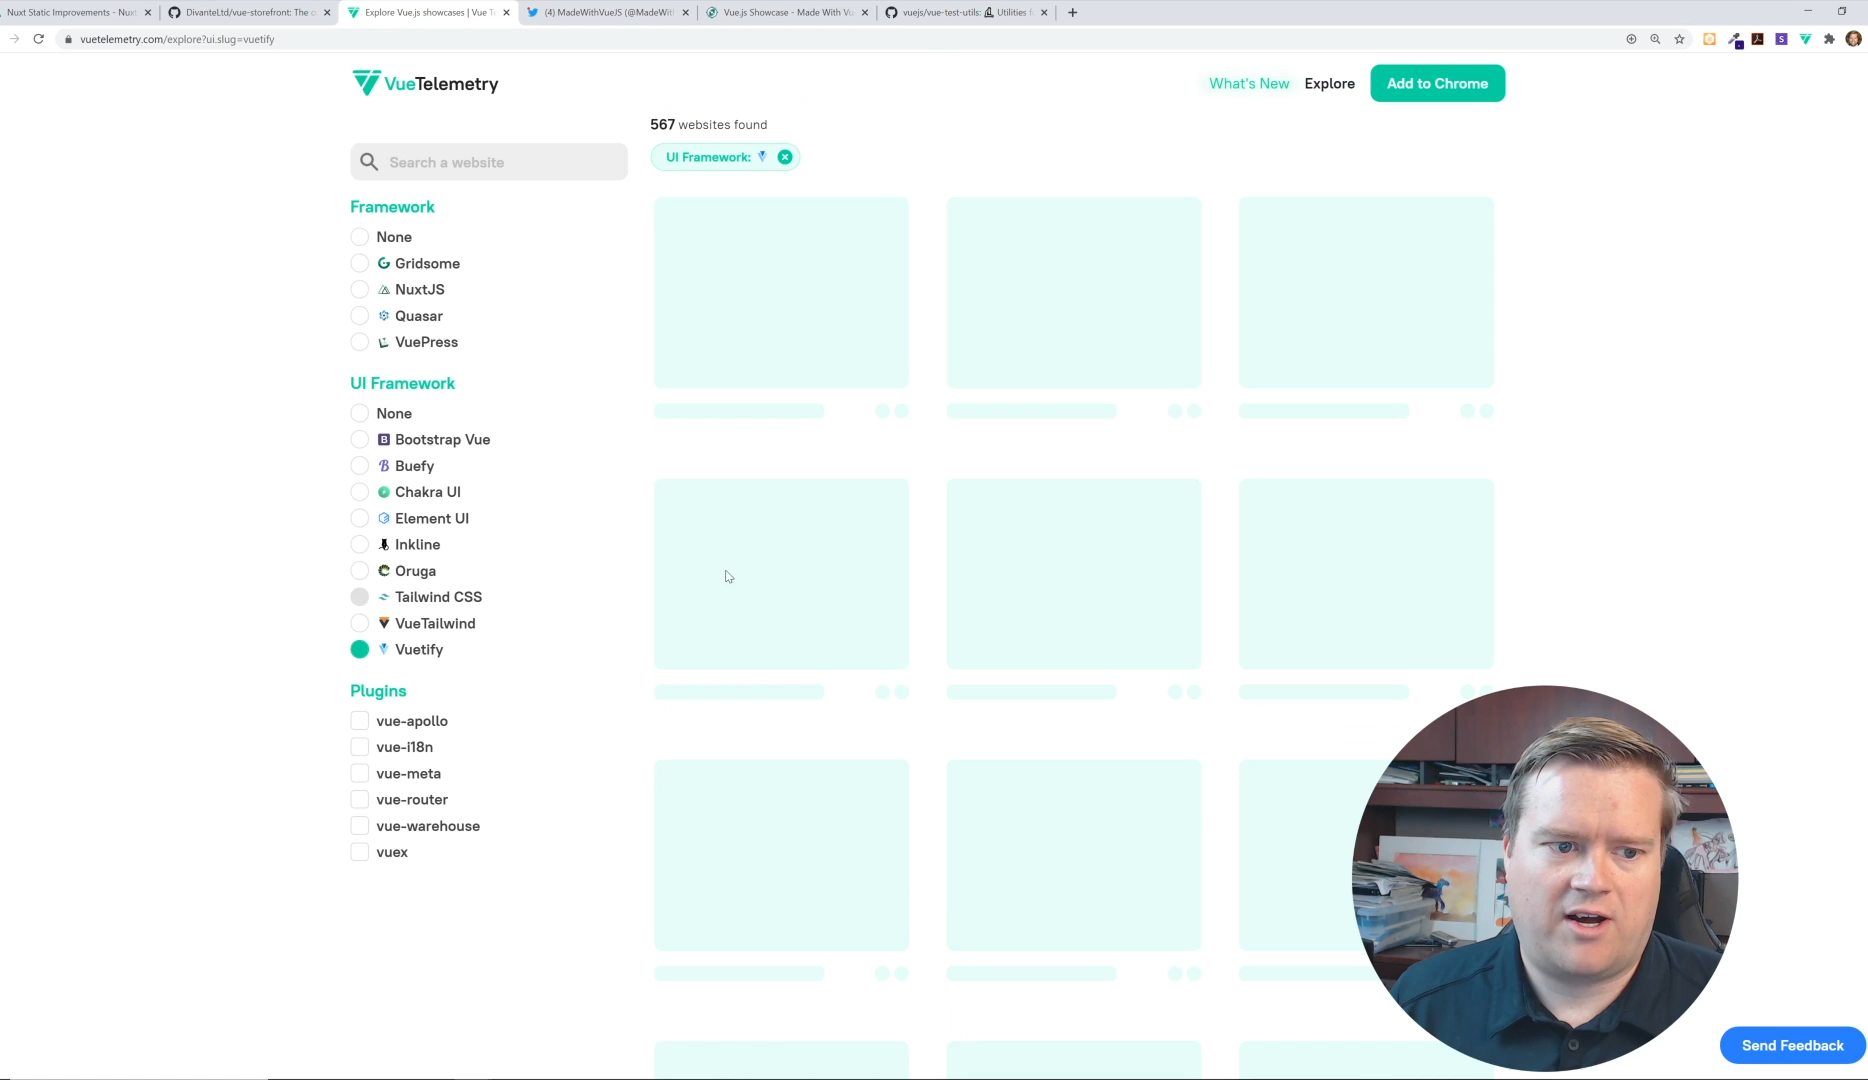 Nuxt Static Improvements - Nux
DivanteLtd/vue-storefront: The o
Explore Vue.js showcases | Vue T
(4) MadeWithVueJS (@MadeWit
Vue.js Showcase - Made With Vu
vuejs/vue-test-utils: Utilities f
vuetelemetry.com/explore?ui.slug=vuetify
VueTelemetry
What's New
Explore
Add to Chrome
567 websites found
UI Framework:
Search a website
Framework
None
Gridsome
NuxtJS
Quasar
VuePress
UI Framework
None
Bootstrap Vue
Buefy
Chakra UI
Element UI
Inkline
Oruga
Tailwind CSS
VueTailwind
Vuetify
Plugins
vue-apollo
vue-i18n
vue-meta
vue-router
vue-warehouse
vuex
Send Feedback